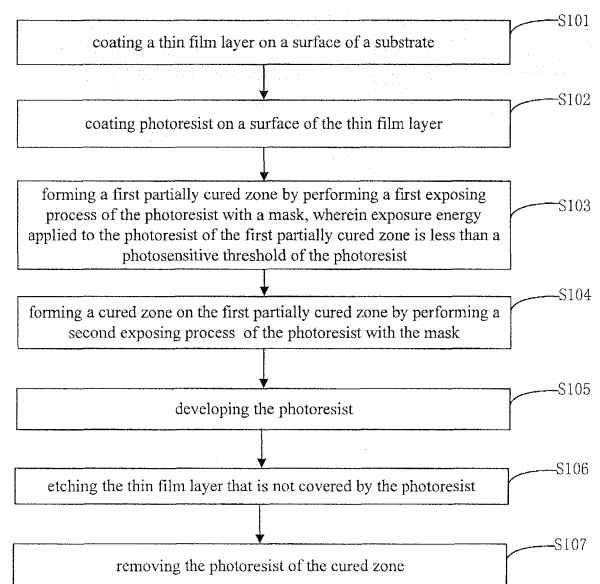 S101
coating a thin film layer on a surface of a substrate
S102
coating photoresist on a surface of the thin film layer
S103
forming a first partially cured zone by performing a first exposing
process of the photoresist with a mask, wherein exposure energy
applied to the photoresist of the first partially cured zone is less than a
photosensitive threshold of the photoresist
S104
forming a cured zone on the first partially cured zone by performing a
second exposing process of the photoresist with the mask
S105
developing the photoresist
S106
etching the thin film layer that is not covered by the photoresist
S107
removing the photoresist of the cured zone